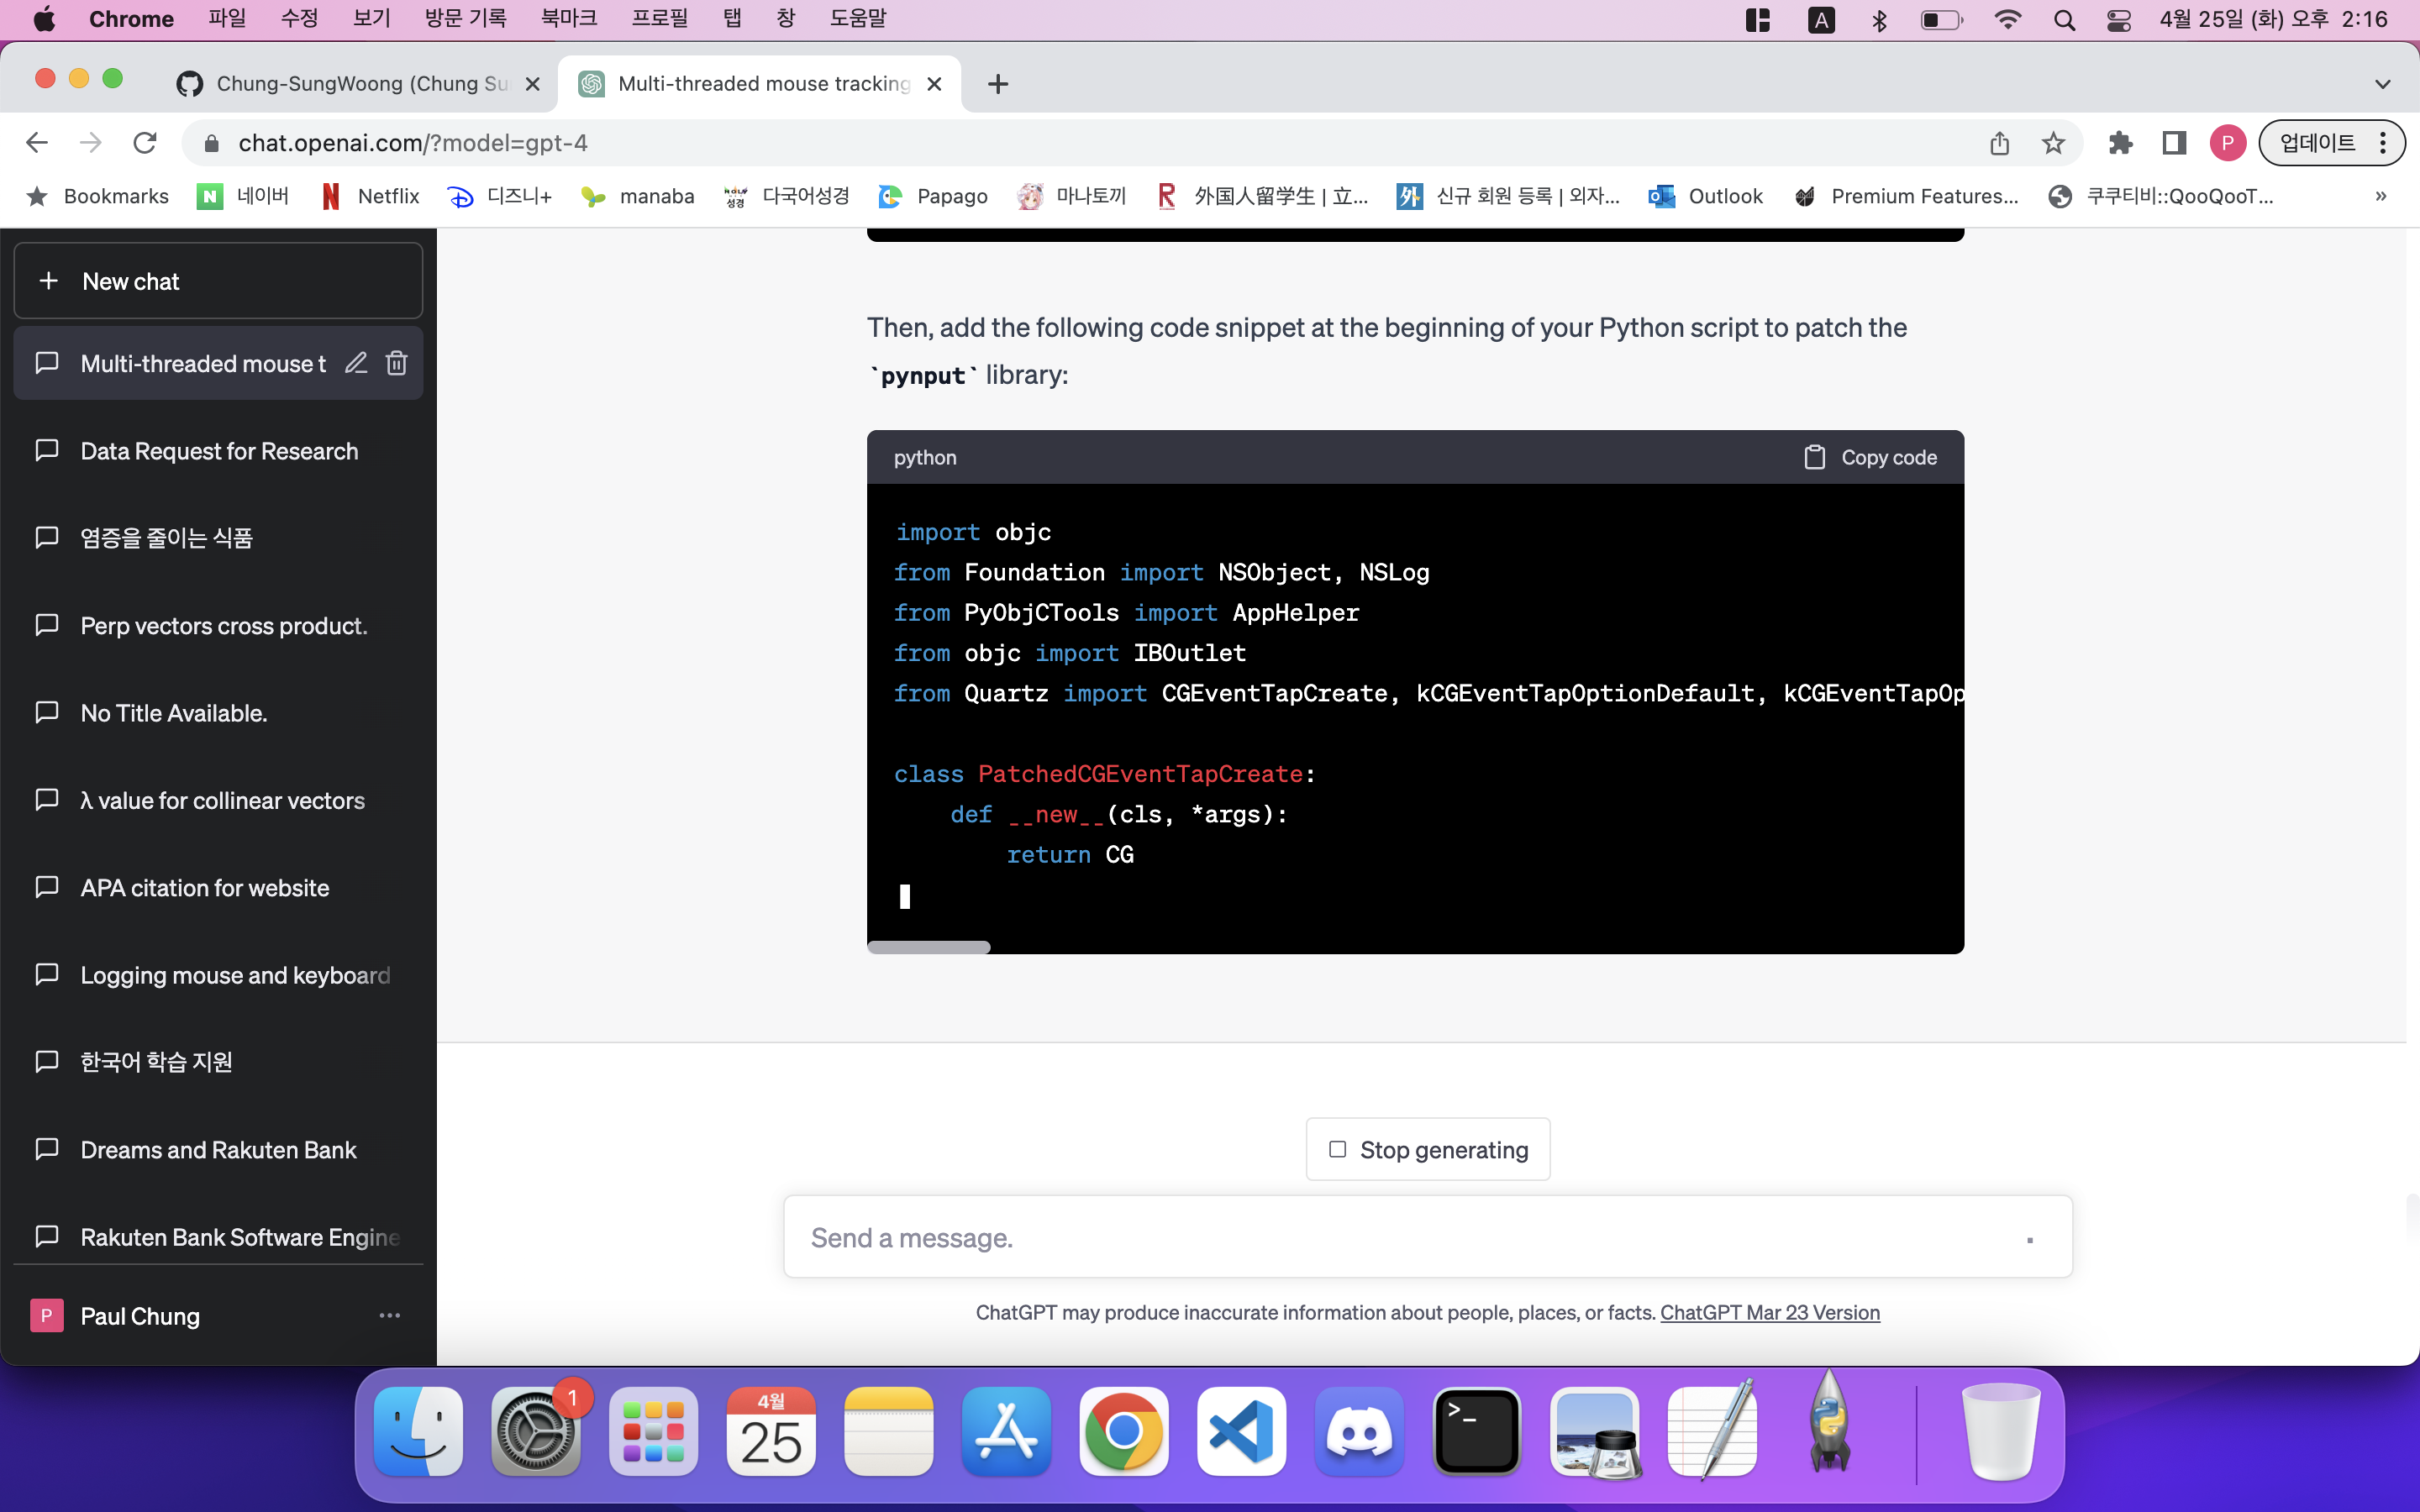 Chrome 파일 수정 보기 방문 기록 북마크 프로필 탭 창 도움말 A 4월 25일 (화) 오후 2:16
Chung-SungWoong (Chung Su Multi-threaded mouse tracking
chat.openai.com/?model=gpt-4 P 업데이트
Bookmarks N 네이버 N Netflix 디즈니+ manaba 성경 다국어성경 Papago 마나토끼 R 外国人留学生 | 立... 外 신규 회원 등록 | 외자... Outlook Premium Features... 쿠쿠티비::QooQooT... »
New chat
Multi-threaded mouse t
Data Request for Research
염증을 줄이는 식품
Perp vectors cross product.
No Title Available.
λ value for collinear vectors
APA citation for website
Logging mouse and keyboard
한국어 학습 지원
Dreams and Rakuten Bank
Rakuten Bank Software Engine
P Paul Chung ...
Then, add the following code snippet at the beginning of your Python script to patch the
`pynput` library:
python Copy code
import objc
from Foundation import NSObject, NSLog
from PyObjCTools import AppHelper
from objc import IBOutlet
from Quartz import CGEventTapCreate, kCGEventTapOptionDefault, kCGEventTapOp
class PatchedCGEventTapCreate:
def __new__(cls, *args):
return CG
Stop generating
Send a message.
ChatGPT may produce inaccurate information about people, places, or facts. ChatGPT Mar 23 Version
1
4월
25
>_